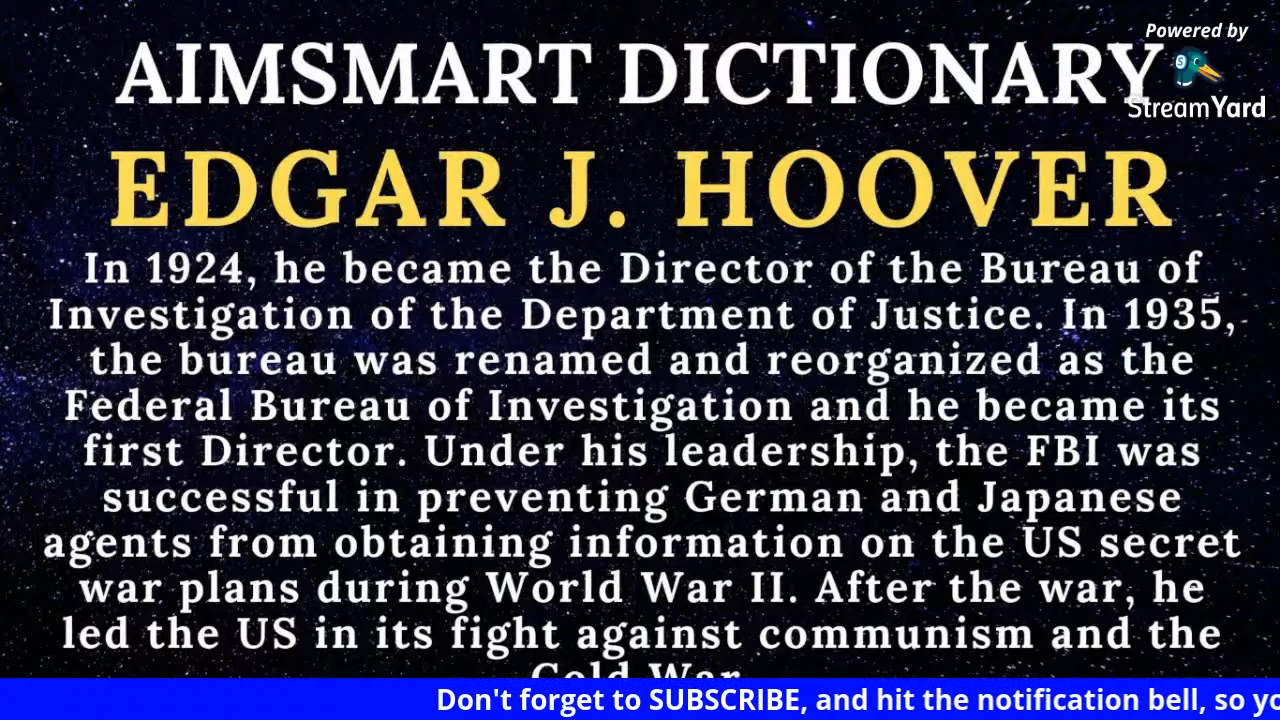 Powered by
AIMSMART DICTIONARY
StreamYard
EDGAR J. HOOVER
In 1924, he became the Director of the Bureau of
Investigation of the Department of Justice. In 1935,
the bureau was renamed and reorganized as the
Federal Bureau of Investigation and he became its
first Director. Under his leadership, the FBI was
successful in preventing German and Japanese
agents from obtaining information on the US secret
war plans during World War II. After the war, he
led the US in its fight against communism and the
Cold War
Don't forget to SUBSCRIBE, and hit the notification bell, so